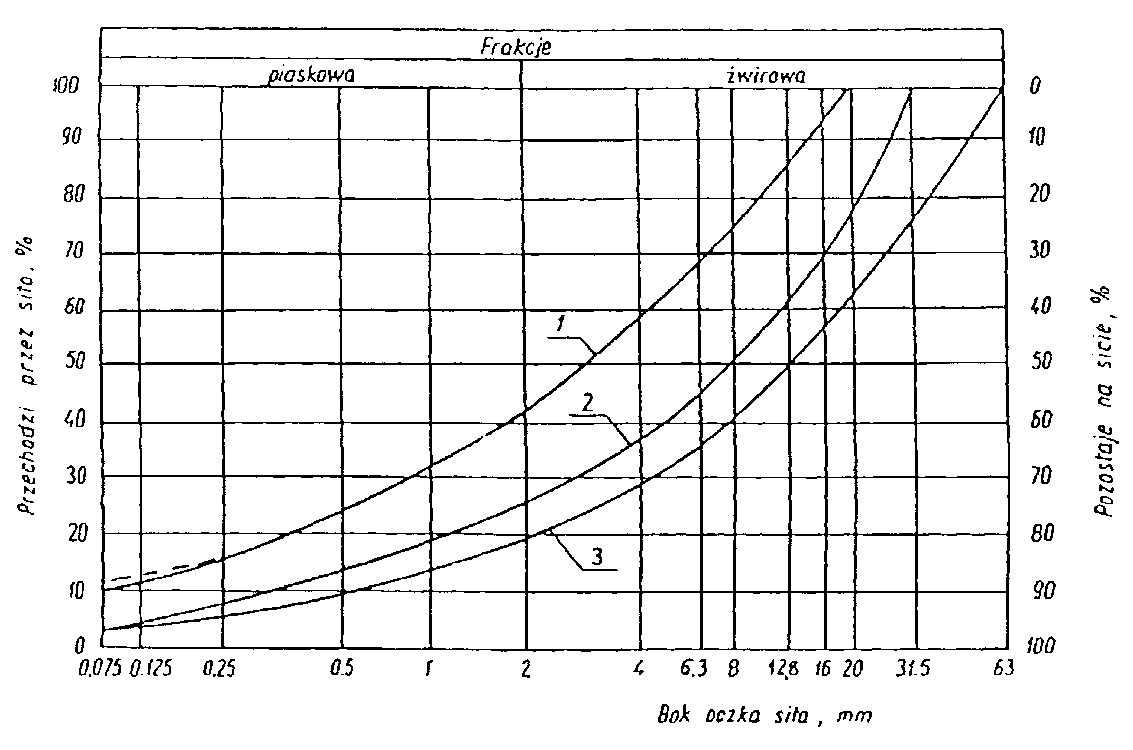 Frakcje
piaskowa żwirowa
100 0
90 10
80 20
70 30
60 40
50 50
40 60
30 70
20 80
10 90
0 100
Przechodzi przez sito, %
Pozostaje na sicie, %
1
2
3
0,075 0.125 0.25 0.5 1 2 4 6.3 8 12,8 16 20 31.5 63
Bok oczka sita, mm